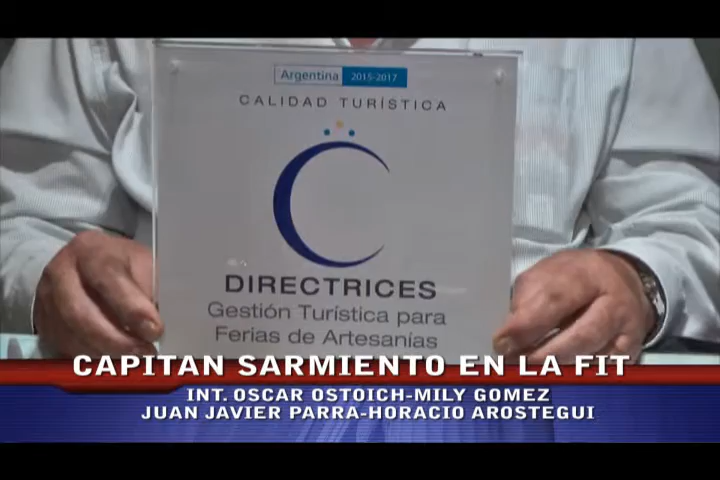 Argentina 2015-2017
CALIDAD TURÍSTICA
DIRECTRICES
Gestión Turística para
Ferias de Artesanías
CAPITAN SARMIENTO EN LA FIT
INT. OSCAR OSTOICH-MILY GOMEZ
JUAN JAVIER PARRA-HORACIO AROSTEGUI